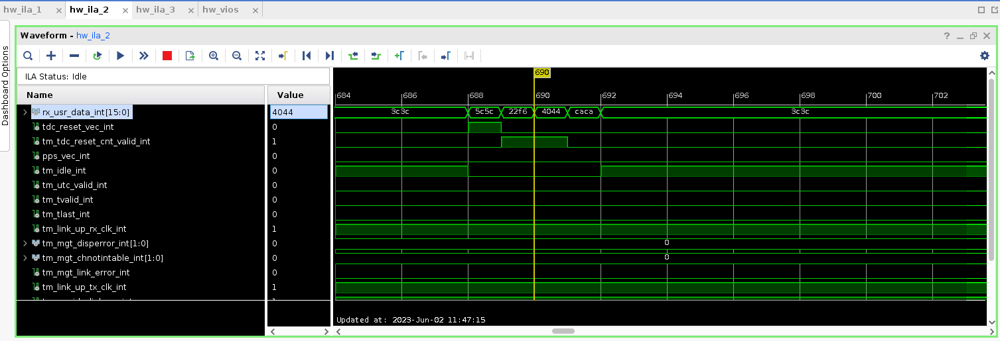 hw_ila_1 hw_ila_2 hw_ila_3 hw_vios
Dashboard Options
Waveform - hw_ila_2
ILA Status: Idle
690
Name Value
684 686 688 690 692 694 696 698 700 702
rx_usr_data_int[15:0] 4044 3c3c 5c5c 22f6 4044 caca 3c3c
tdc_reset_vec_int 0
tm_tdc_reset_cnt_valid_int 1
pps_vec_int 0
tm_idle_int 0
tm_utc_valid_int 0
tm_tvalid_int 0
tm_tlast_int 0
tm_link_up_rx_clk_int 1
tm_mgt_disperror_int[1:0] 0 0
tm_mgt_chnotintable_int[1:0] 0 0
tm_mgt_link_error_int 0
tm_link_up_tx_clk_int 1
Updated at: 2023-Jun-02 11:47:15